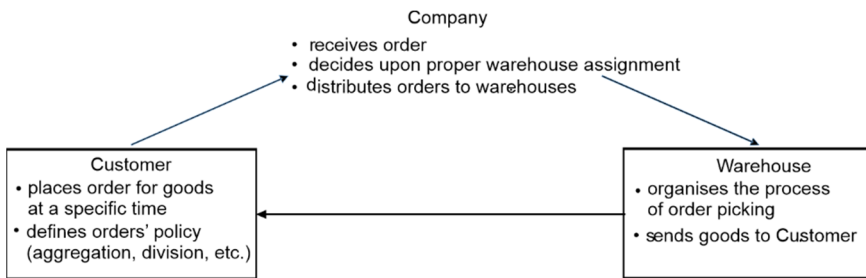 Company
• receives order
• decides upon proper warehouse assignment
• distributes orders to warehouses
Customer
• places order for goods
at a specific time
• defines orders' policy
(aggregation, division, etc.)
Warehouse
• organises the process
of order picking
• sends goods to Customer